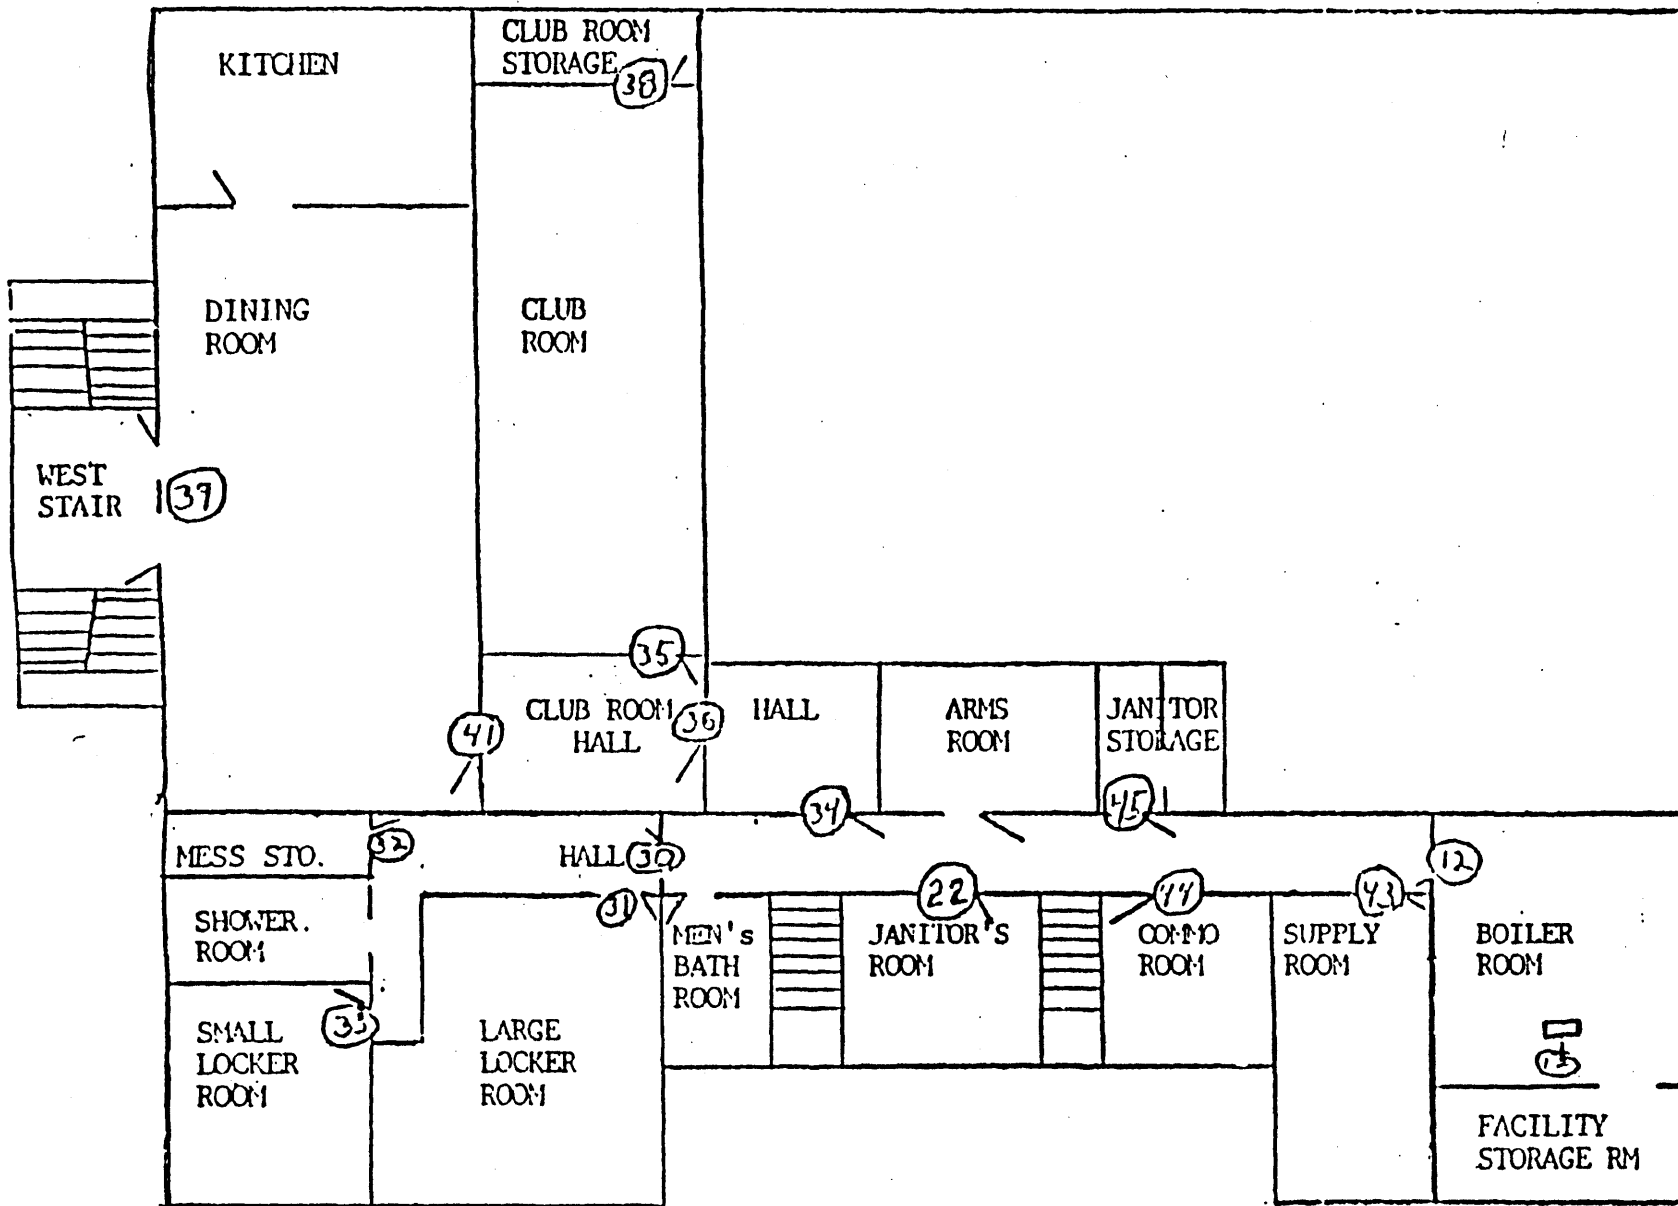 CLUB ROOM
STORAGE
38
KITCHEN
DINING
ROOM
CLUB
ROOM
WEST
STAIR
35
CLUB ROOM
HALL
36
HALL
ARMS
ROOM
JANITOR
STORAGE
41
34
45
MESS STO.
32
HALL
30
12
SHOWER.
ROOM
31
22
44
43
MEN's
BATH
ROOM
JANITOR'S
ROOM
COMMO
ROOM
SUPPLY
ROOM
BOILER
ROOM
33
SMALL
LOCKER
ROOM
LARGE
LOCKER
ROOM
FACILITY
STORAGE RM